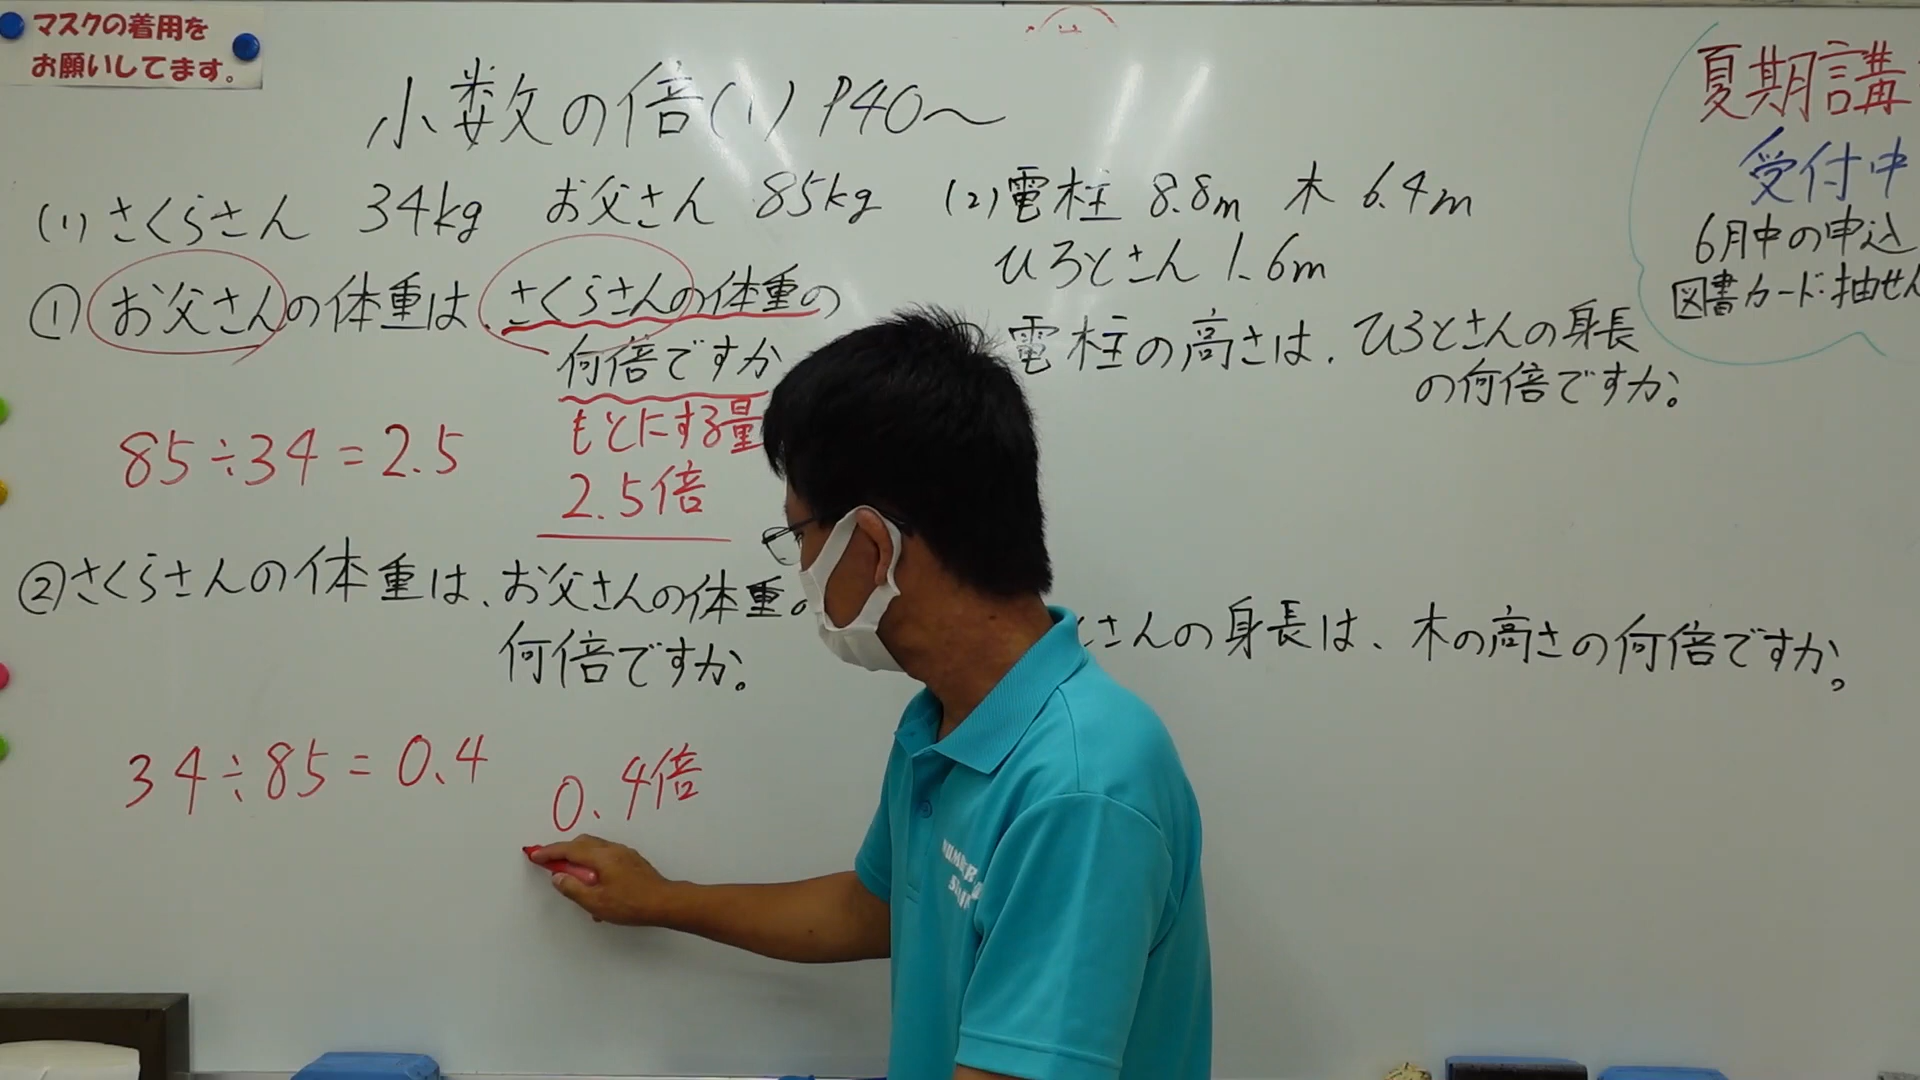 マスクの着用を
お願いしてます。
小数の倍(1) P40〜
(1) さくらさん 34kg お父さん 85kg
① お父さんの体重は、さくらさんの体重の
何倍ですか
もとにする量
85÷34=2.5
2.5倍
②さくらさんの体重は、お父さんの体重の
何倍ですか。
34÷85=0.4
0.4倍
(2) 電柱 8.8m 木 6.4m
ひろとさん 1.6m
電柱の高さは、ひろとさんの身長
の何倍ですか。
とさんの身長は、木の高さの何倍ですか。
夏期講
受付中
6月中の申込
図書カード・抽せん